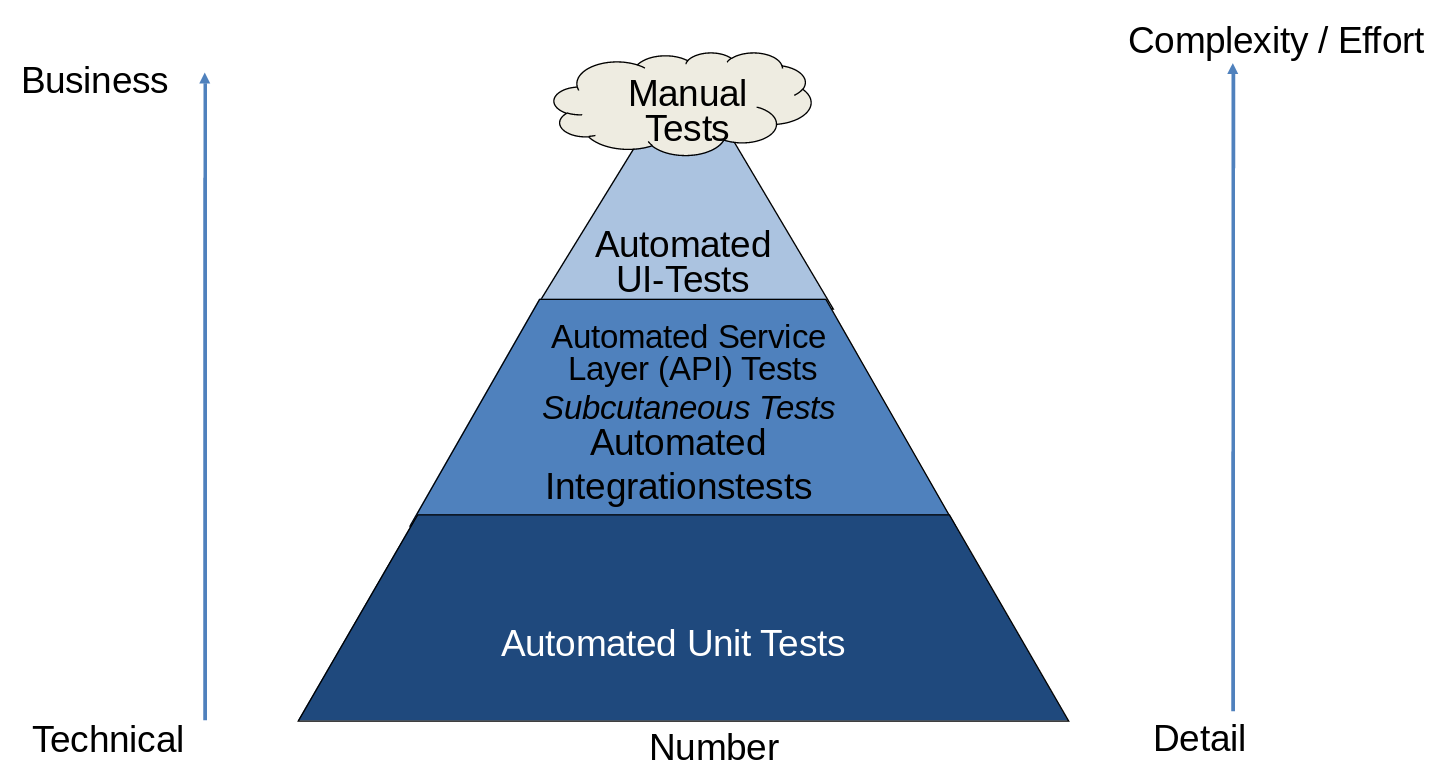 Complexity / Effort
Business
Manual
Tests
Automated
UI-Tests
Automated Service
Layer (API) Tests
Subcutaneous Tests
Automated
Integrationstests
Automated Unit Tests
Technical
Number
Detail